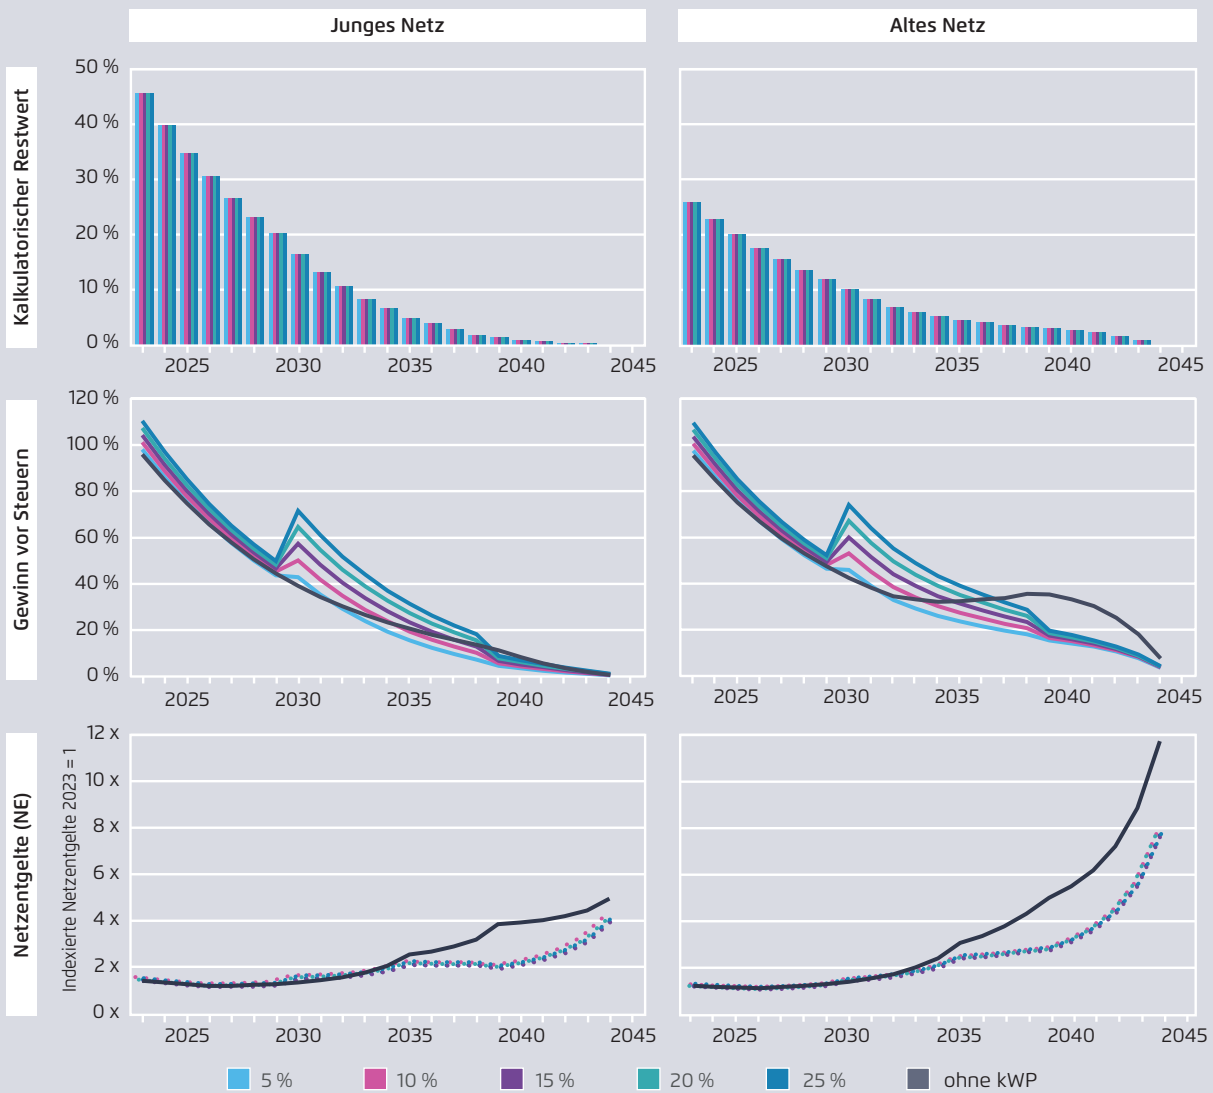 Junges Netz
Altes Netz
Kalkulatorischer Restwert
50 %
40 %
30 %
20 %
10 %
0 %
2025 2030 2035 2040 2045
2025 2030 2035 2040 2045
Gewinn vor Steuern
120 %
100 %
80 %
60 %
40 %
20 %
0 %
2025 2030 2035 2040 2045
2025 2030 2035 2040 2045
Netzentgelte (NE)
Indexierte Netzentgelte 2023 = 1
12 x
10 x
8 x
6 x
4 x
2 x
0 x
2025 2030 2035 2040 2045
2025 2030 2035 2040 2045
5 % 10 % 15 % 20 % 25 % ohne kWP